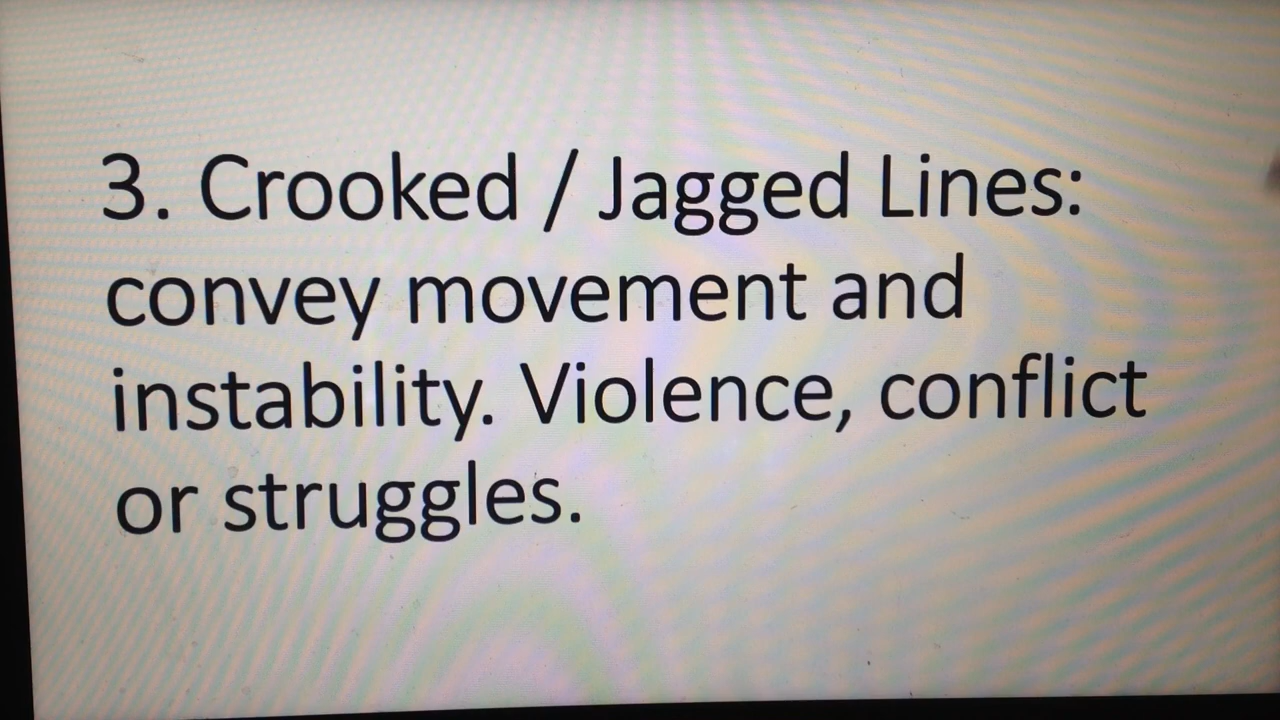 3. Crooked / Jagged Lines:
convey movement and
instability. Violence, conflict
or struggles.